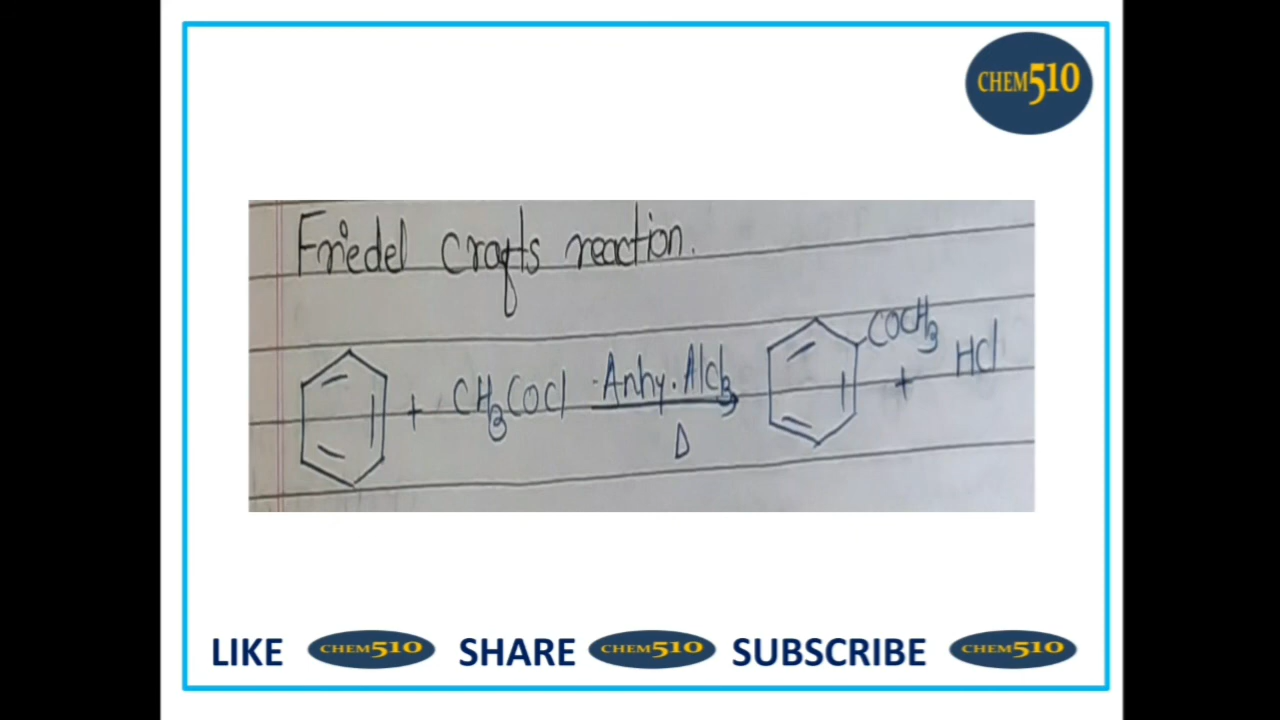 CHEM510
Friedel crafts reaction.
+ CH3COCl Anhy. AlCl3 COCH3 + HCl
Δ
LIKE CHEM510 SHARE CHEM510 SUBSCRIBE CHEM510